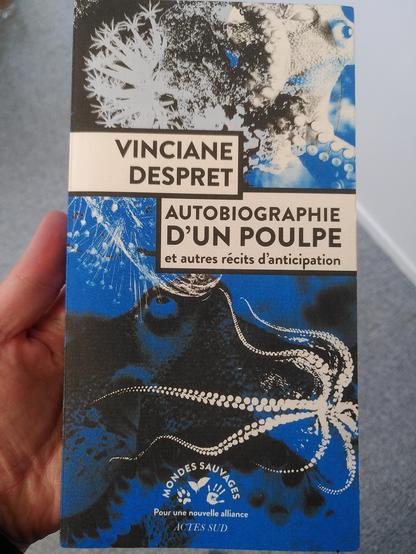 VINCIANE
DESPRET
AUTOBIOGRAPHIE
D'UN POULPE
et autres récits d'anticipation
MONDES SAUVAGES
Pour une nouvelle alliance
ACTES SUD